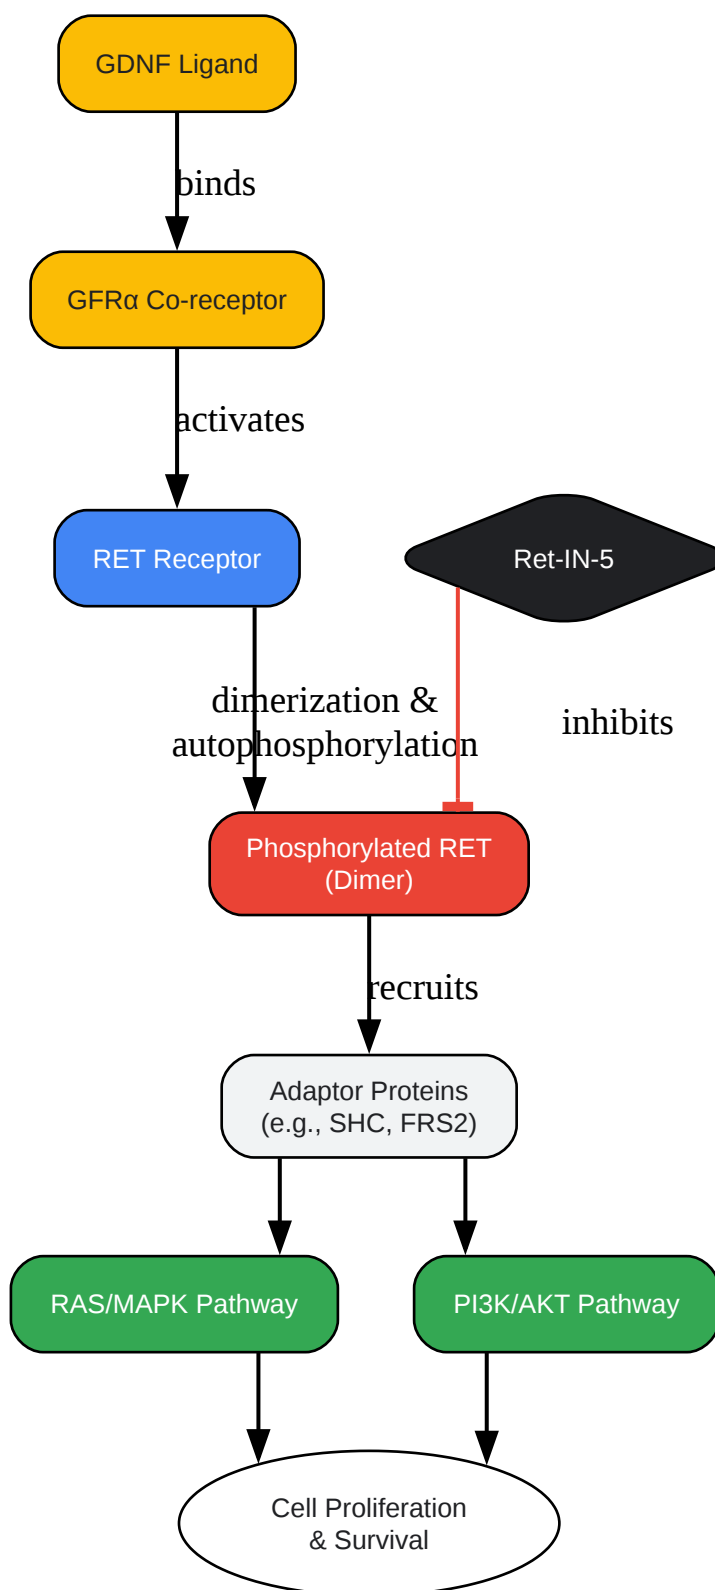 GDNF Ligand
binds
GFRα Co-receptor
activates
RET Receptor
Ret-IN-5
dimerization &
autophosphorylation
inhibits
Phosphorylated RET
(Dimer)
recruits
Adaptor Proteins
(e.g., SHC, FRS2)
RAS/MAPK Pathway
PI3K/AKT Pathway
Cell Proliferation
& Survival